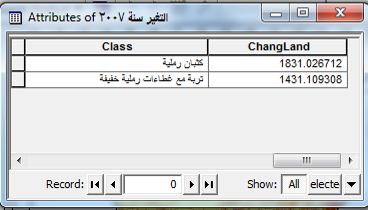 Attributes of التغير سنة ٢٠٠٧
Class ChangLand
كثبان رملية 1831.026712
تربة مع غطاءات رملية خفيفة 1431.109308
Record: 0 Show: All electe